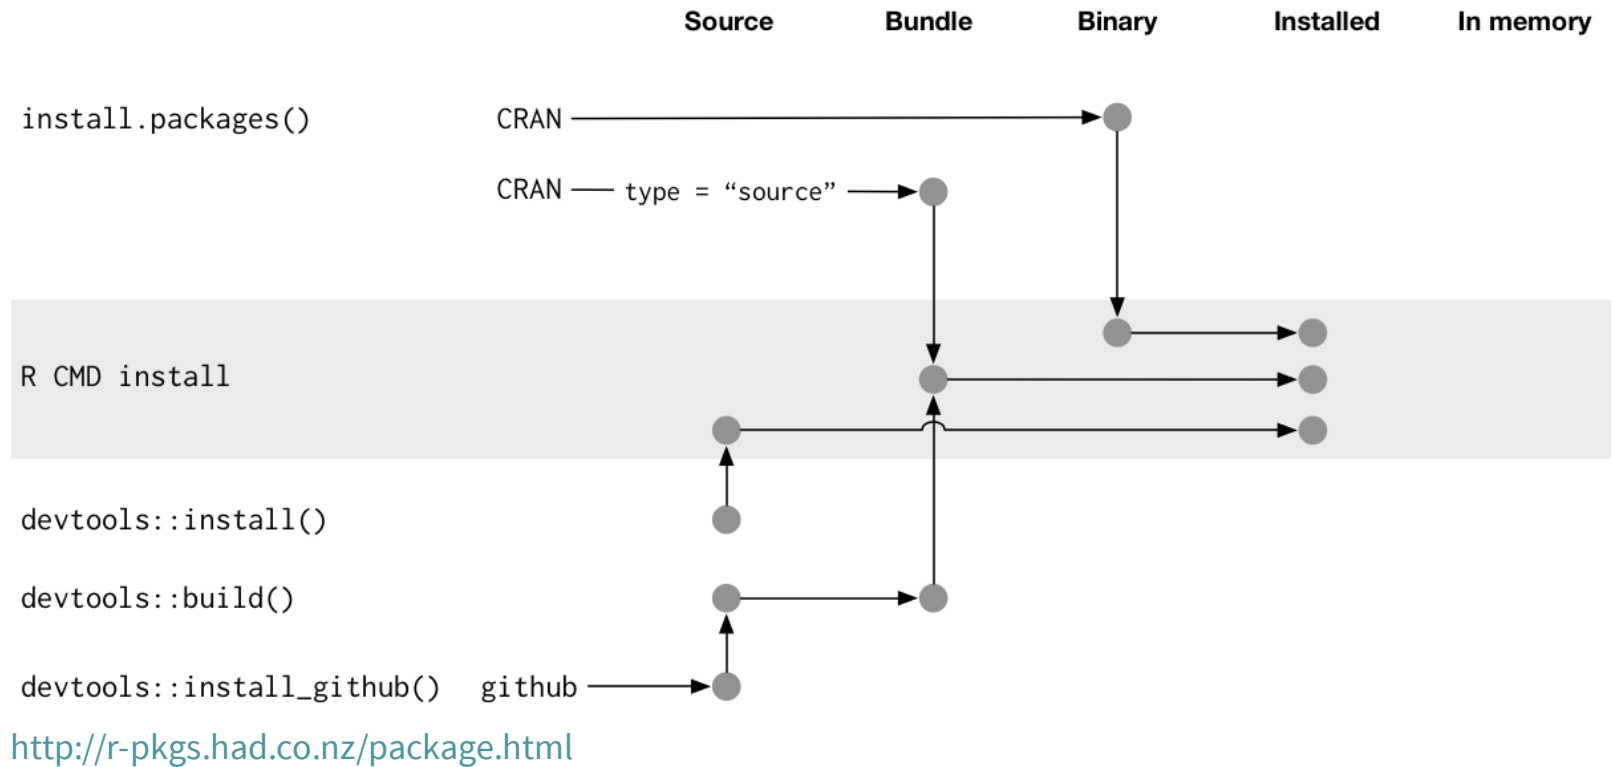 Source Bundle Binary Installed In memory
install.packages() CRAN
CRAN type = “source”
R CMD install
devtools::install()
devtools::build()
devtools::install_github() github
http://r-pkgs.had.co.nz/package.html